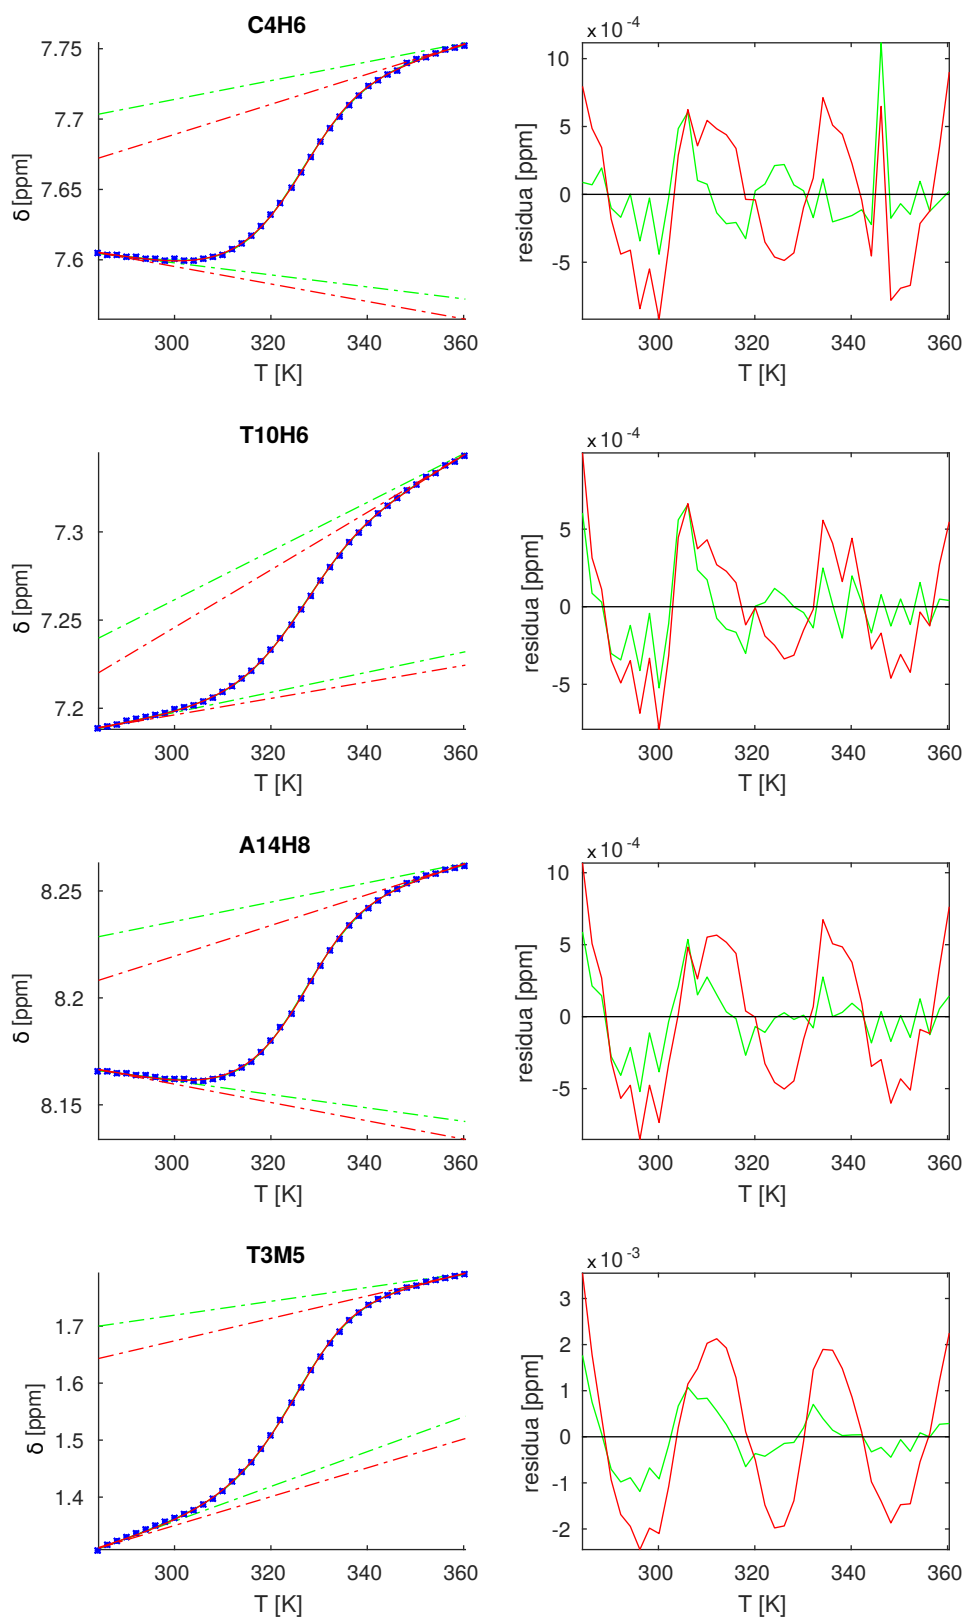 C4H6
7.75
7.7
7.65
7.6
δ [ppm]
300 320 340 360
T [K]
×10⁻⁴
10
5
0
-5
residua [ppm]
300 320 340 360
T [K]
T10H6
7.3
7.25
7.2
δ [ppm]
300 320 340 360
T [K]
×10⁻⁴
5
0
-5
residua [ppm]
300 320 340 360
T [K]
A14H8
8.25
8.2
8.15
δ [ppm]
300 320 340 360
T [K]
×10⁻⁴
10
5
0
-5
residua [ppm]
300 320 340 360
T [K]
T3M5
1.7
1.6
1.5
1.4
δ [ppm]
300 320 340 360
T [K]
×10⁻³
3
2
1
0
-1
-2
residua [ppm]
300 320 340 360
T [K]